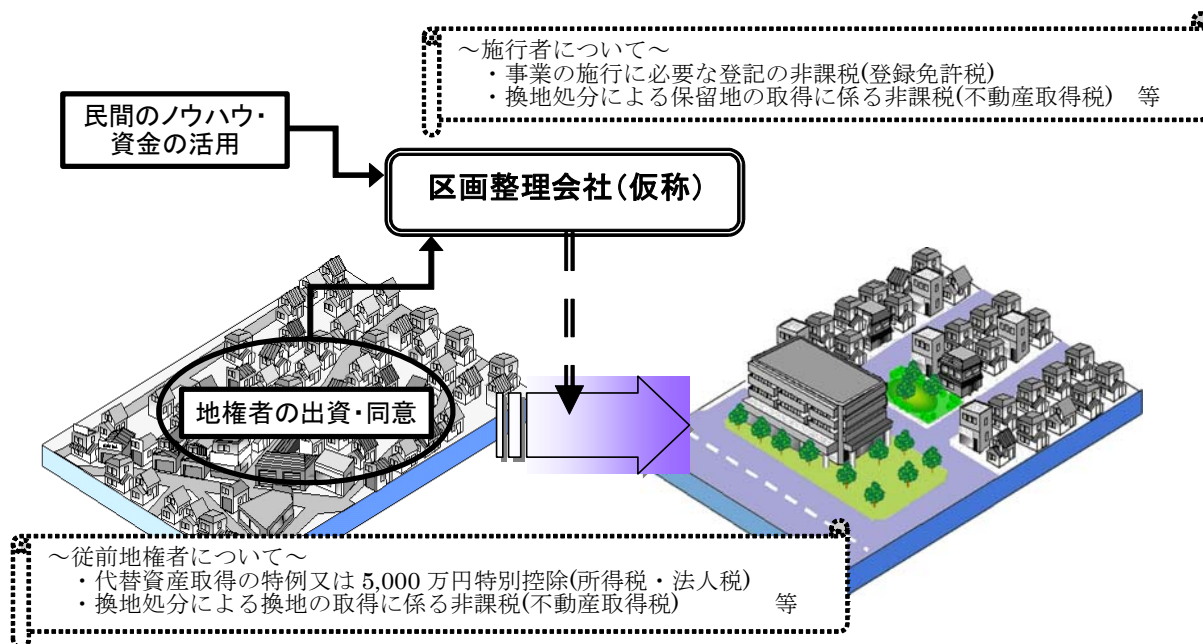 ～施行者について～
・事業の施行に必要な登記の非課税(登録免許税)
・換地処分による保留地の取得に係る非課税(不動産取得税)　等
民間のノウハウ・
資金の活用
区画整理会社(仮称)
地権者の出資・同意
～従前地権者について～
・代替資産取得の特例又は 5,000 万円特別控除(所得税・法人税)
・換地処分による換地の取得に係る非課税(不動産取得税)　等